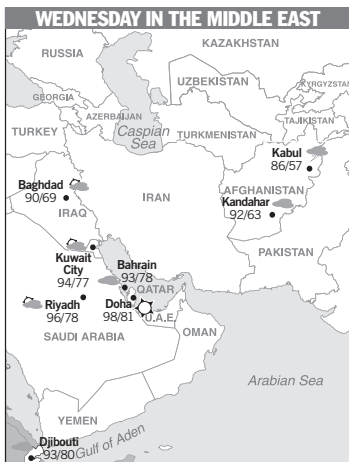 WEDNESDAY IN THE MIDDLE EAST
RUSSIA
KAZAKHSTAN
UZBEKISTAN
KYRGYZSTAN
GEORGIA
AZERBAIJAN
TAJIKISTAN
TURKEY
Caspian
Sea
TURKMENISTAN
Kabul
86/57
Baghdad
90/69
IRAQ
IRAN
AFGHANISTAN
Kandahar
92/63
PAKISTAN
Kuwait
City
94/77
Bahrain
93/78
QATAR
Riyadh
96/78
Doha
98/81
U.A.E.
OMAN
SAUDI ARABIA
Arabian Sea
YEMEN
Djibouti
93/80
Gulf of Aden